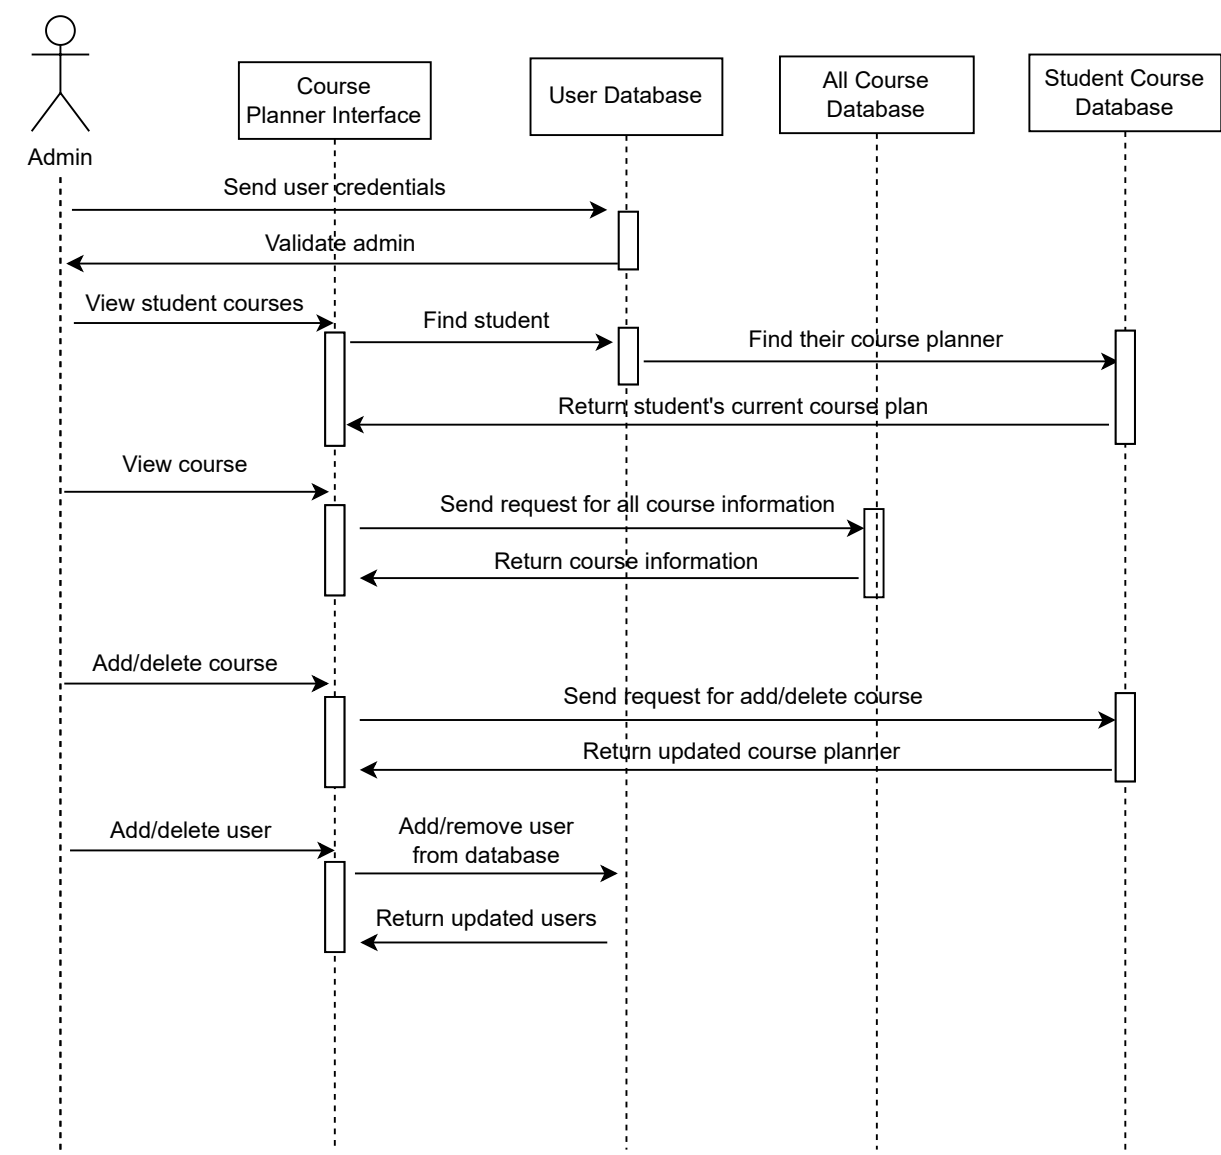 Admin
Course
Planner Interface
User Database
All Course
Database
Student Course
Database
Send user credentials
Validate admin
View student courses
Find student
Find their course planner
Return student's current course plan
View course
Send request for all course information
Return course information
Add/delete course
Send request for add/delete course
Return updated course planner
Add/delete user
Add/remove user
from database
Return updated users